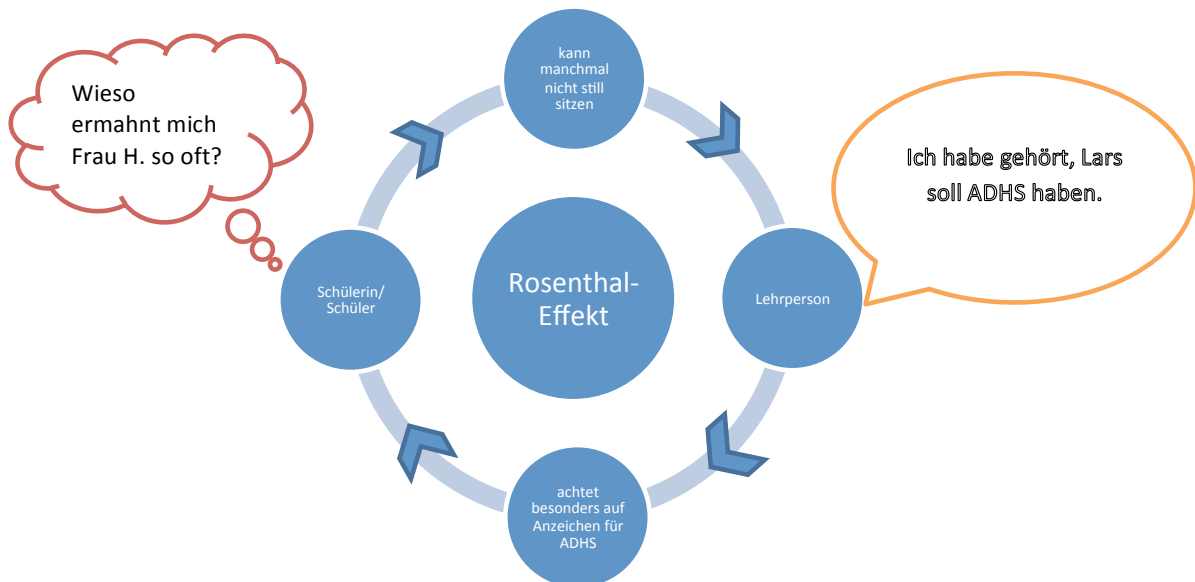 kann
manchmal
nicht still
sitzen
Wieso
ermahnt mich
Frau H. so oft?
Ich habe gehört, Lars
soll ADHS haben.
Schülerin/
Schüler
Rosenthal-
Effekt
Lehrperson
achtet
besonders auf
Anzeichen für
ADHS